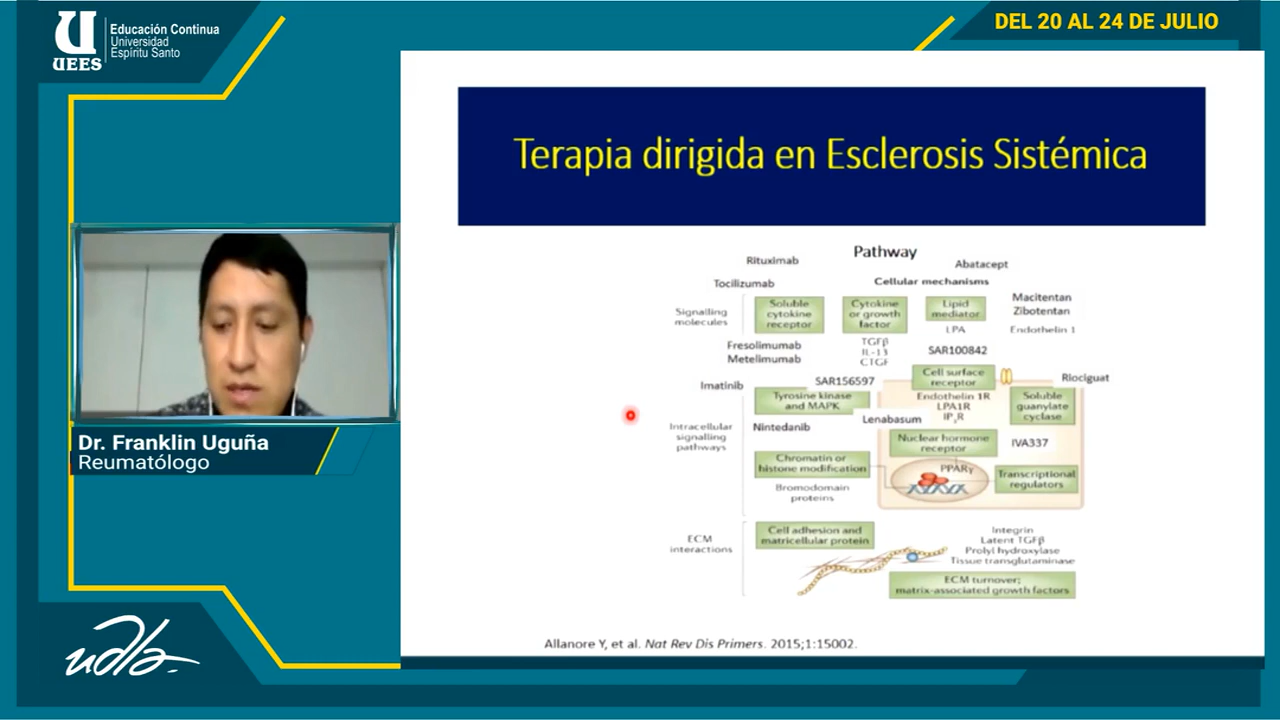 UEES
Educación Continua
Universidad
Espíritu Santo
DEL 20 AL 24 DE JULIO
Terapia dirigida en Esclerosis Sistémica
Pathway
Rituximab
Abatacept
Tocilizumab
Cellular mechanisms
Signalling
molecules
Soluble
cytokine
receptor
Cytokine
or growth
factor
Lipid
mediator
LPA
Macitentan
Zibotentan
Endothelin 1
Fresolimumab
Metelimumab
TGFβ
IL-13
CTGF
SAR100842
Cell surface
receptor
Riociguat
Imatinib
SAR156597
Tyrosine kinase
and MAPK
Endothelin 1R
LPA1R
IP3R
Soluble
guanylate
cyclase
Lenabasum
Intracellular
signalling
pathways
Nintedanib
Nuclear hormone
receptor
IVA337
Chromatin or
histone modification
PPARγ
Transcriptional
regulators
Bromodomain
proteins
ECM
interactions
Cell adhesion and
matricellular protein
Integrin
Latent TGFβ
Prolyl hydroxylase
Tissue transglutaminase
ECM turnover;
matrix-associated growth factors
Allanore Y, et al. Nat Rev Dis Primers. 2015;1:15002.
Dr. Franklin Uguña
Reumatólogo
udla